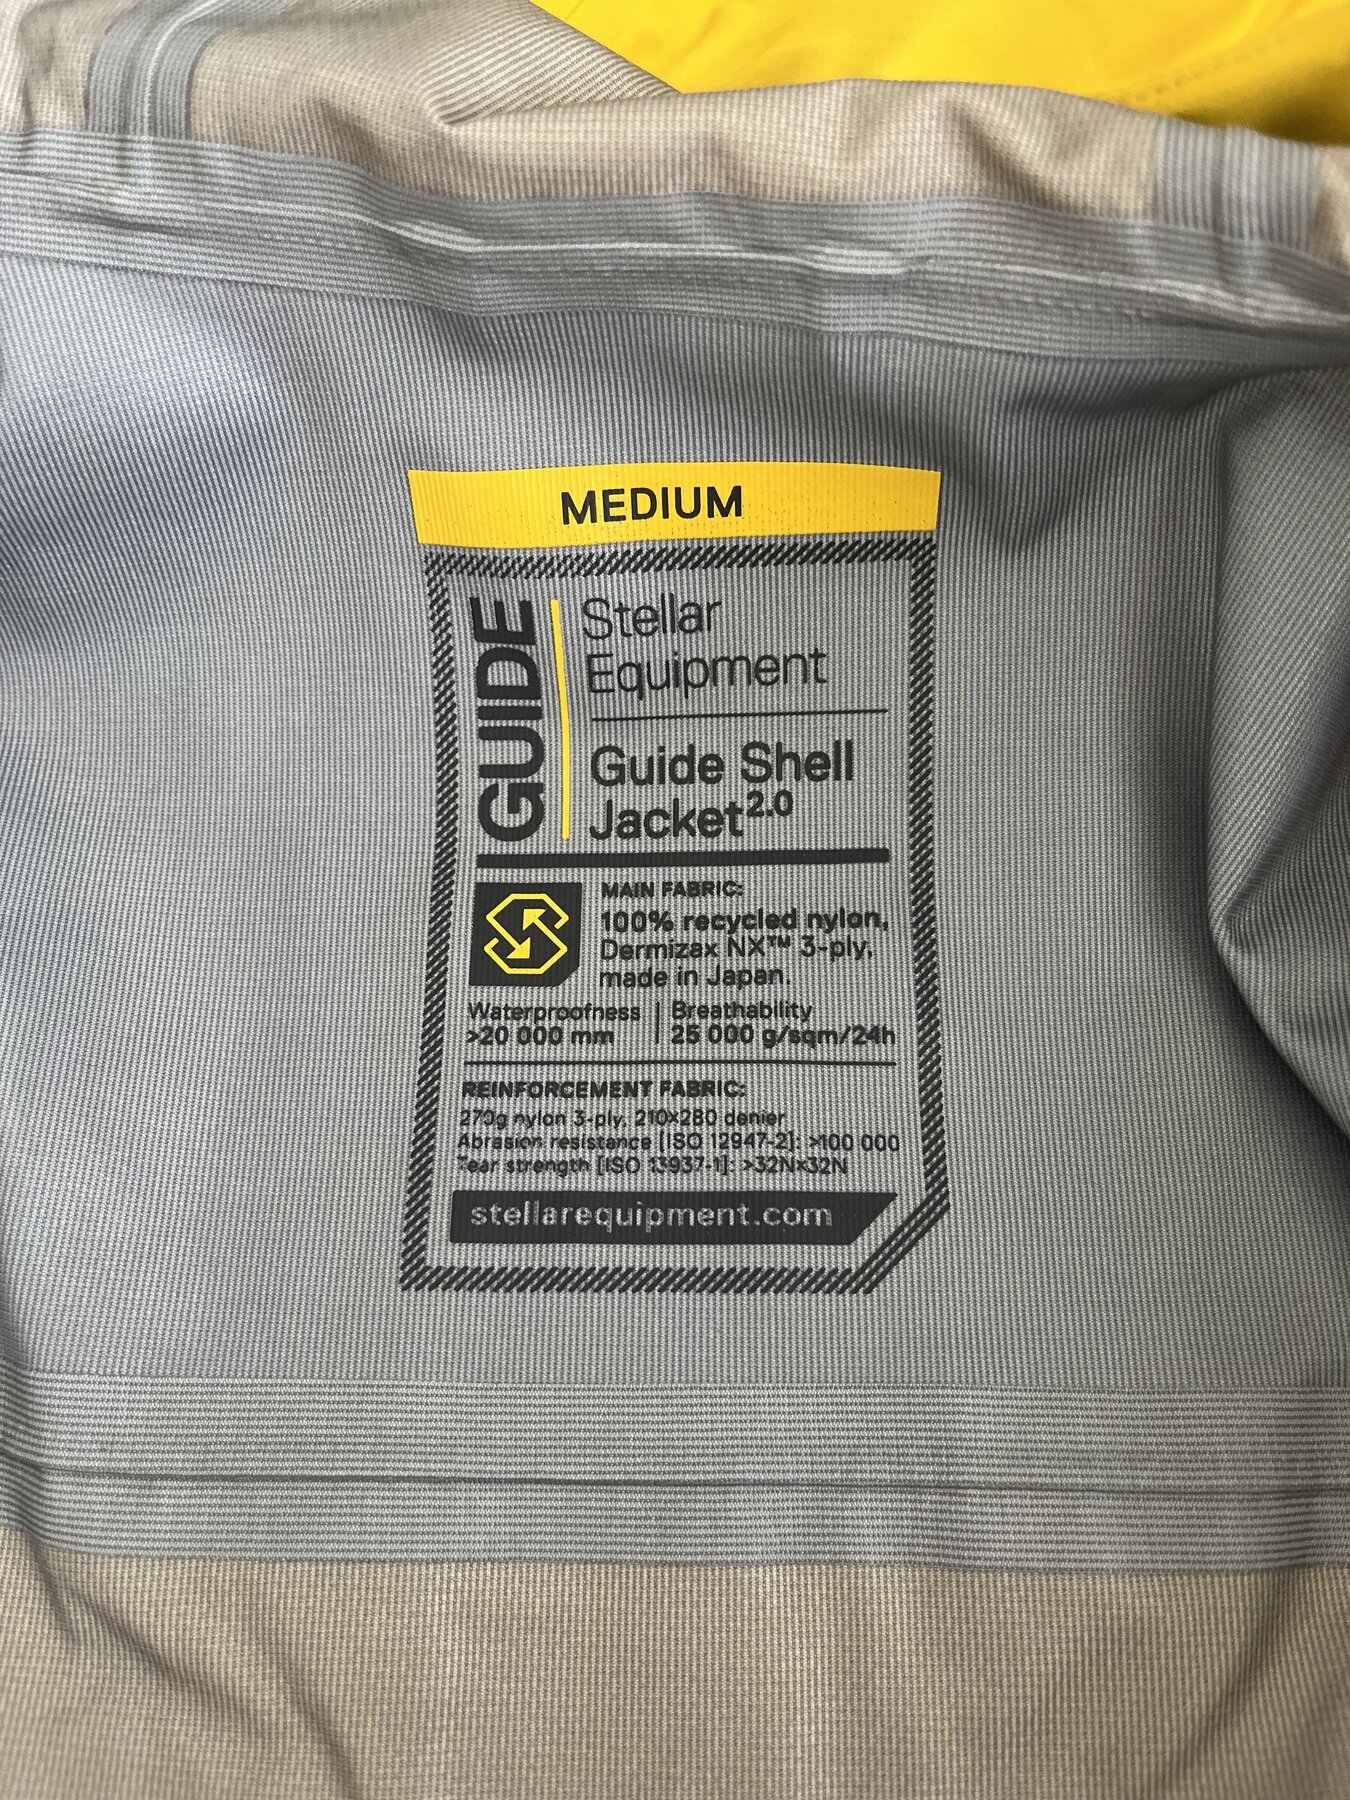 MEDIUM
GUIDE
Stellar
Equipment
Guide Shell
Jacket2.0
MAIN FABRIC:
100% recycled nylon,
Dermizax NX™ 3-ply,
made in Japan.
Waterproofness | Breathability
>20 000 mm | 25 000 g/sqm/24h
REINFORCEMENT FABRIC:
270g nylon 3-ply, 210x280 denier
Abrasion resistance [ISO 12947-2]: >100 000
Tear strength [ISO 13937-1]: >32Nx32N
stellarequipment.com